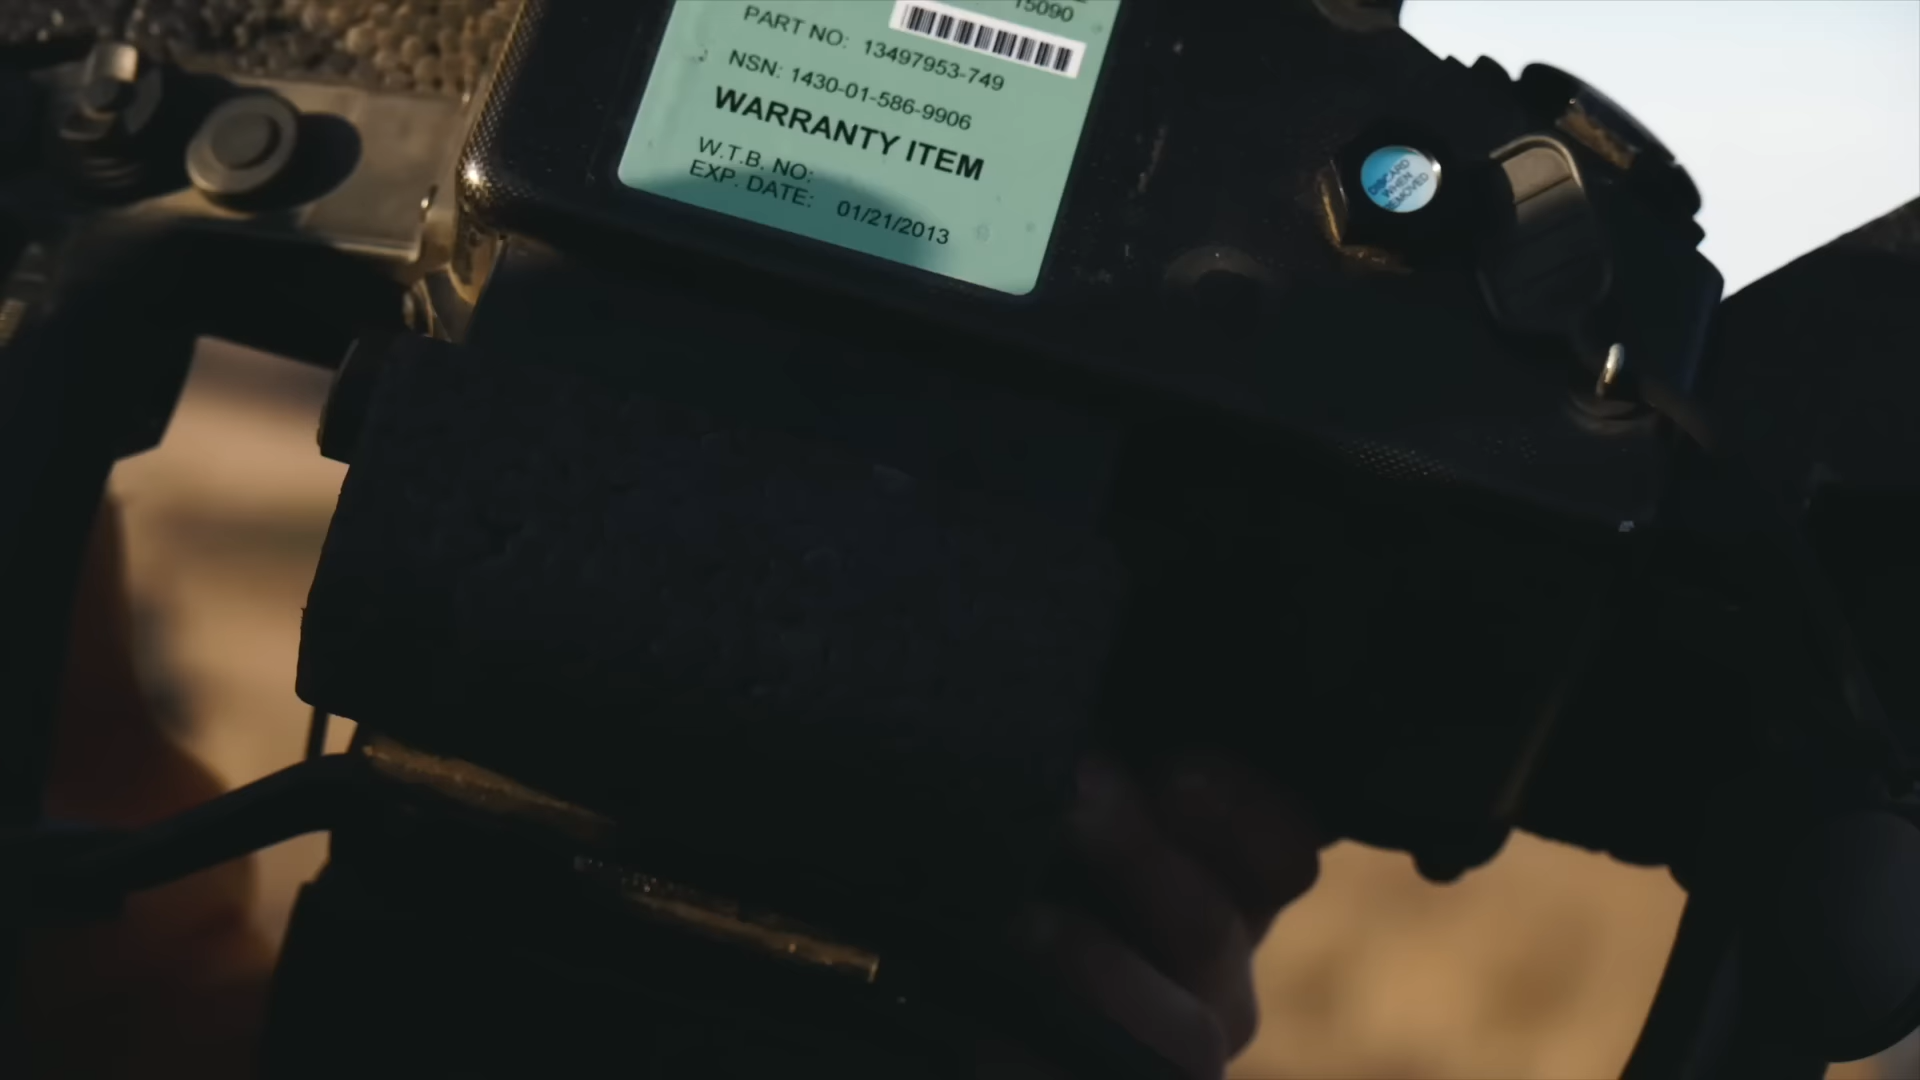 15090
PART NO: 13497953-749
NSN: 1430-01-586-9906
WARRANTY ITEM
W.T.B. NO:
EXP. DATE: 01/21/2013
DISCARD
WHEN
REMOVED